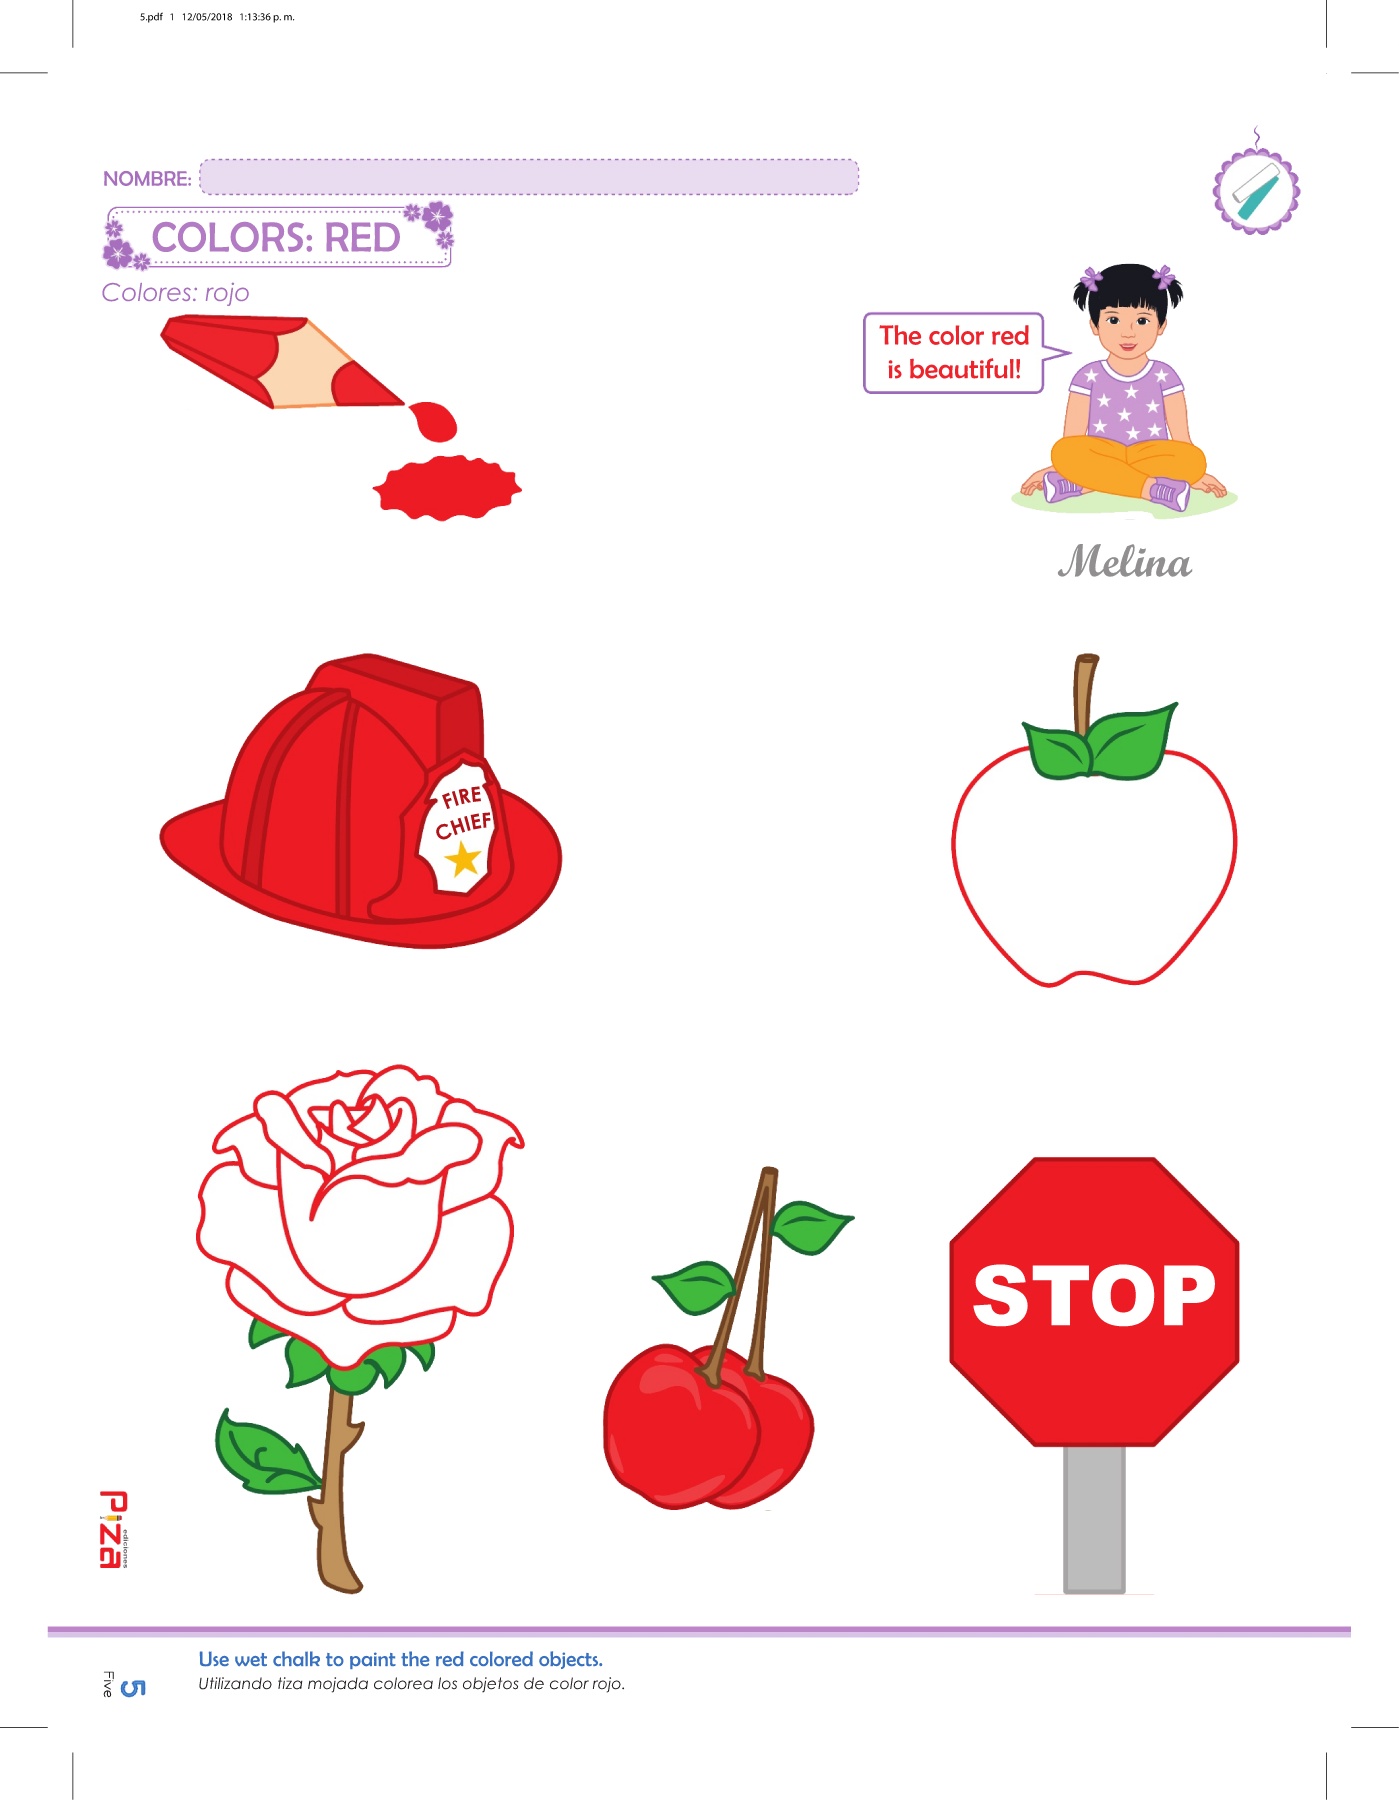 5.pdf 1 12/05/2018 1:13:36 p. m.
NOMBRE:
COLORS: RED
Colores: rojo
The color red
is beautiful!
Melina
FIRE
CHIEF
STOP
Piza
ediciones
Use wet chalk to paint the red colored objects.
Utilizando tiza mojada colorea los objetos de color rojo.
5
Five